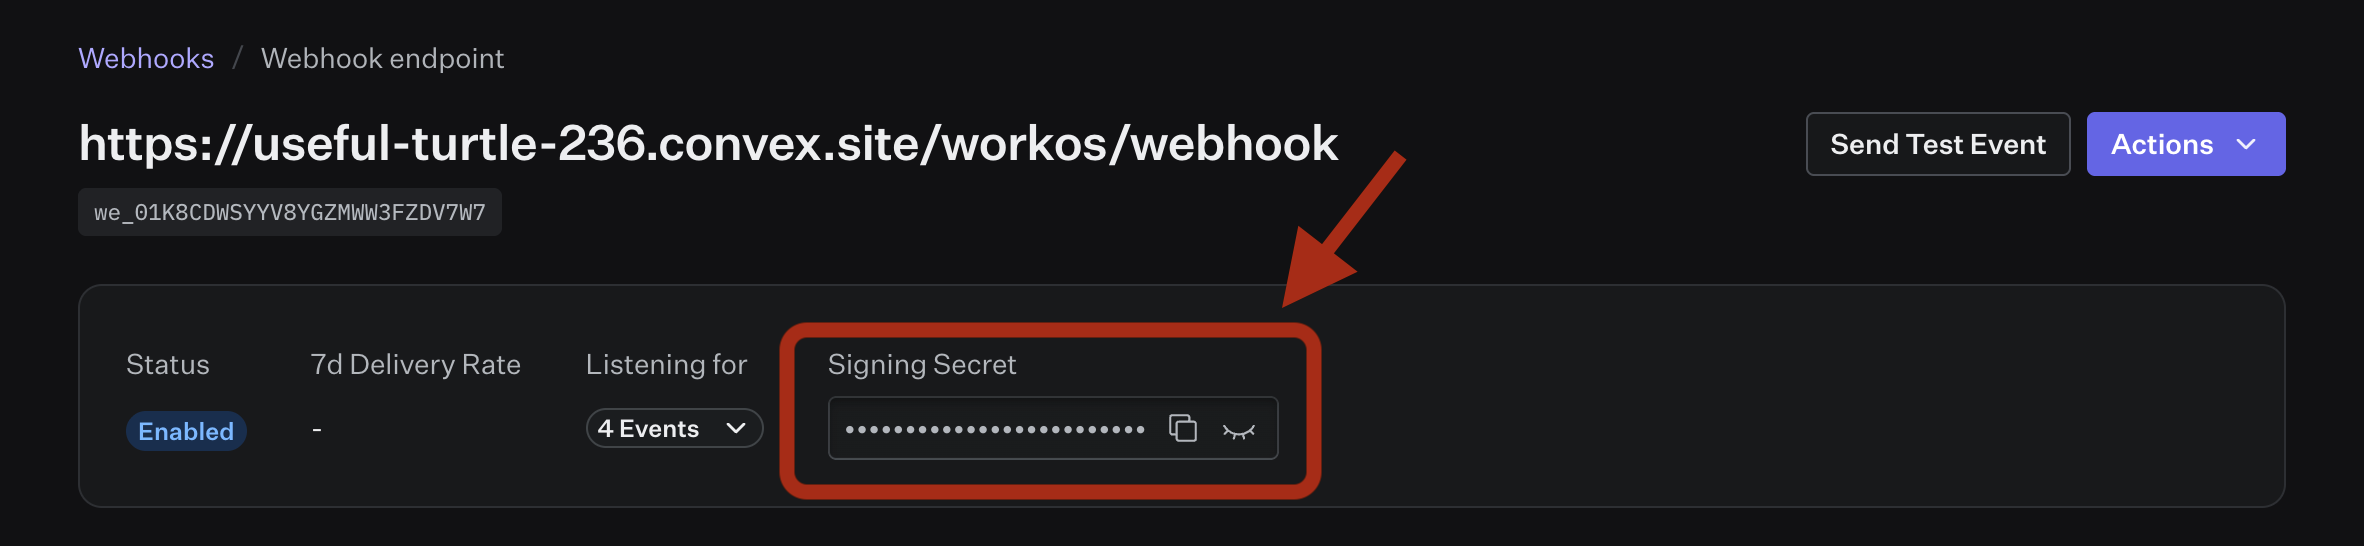 Webhooks / Webhook endpoint
https://useful-turtle-236.convex.site/workos/webhook
Send Test Event
Actions
we_01K8CDWSYYV8YGZMWW3FZDV7W7
Status
7d Delivery Rate
Listening for
Signing Secret
Enabled
-
4 Events
•••••••••••••••••••••••••